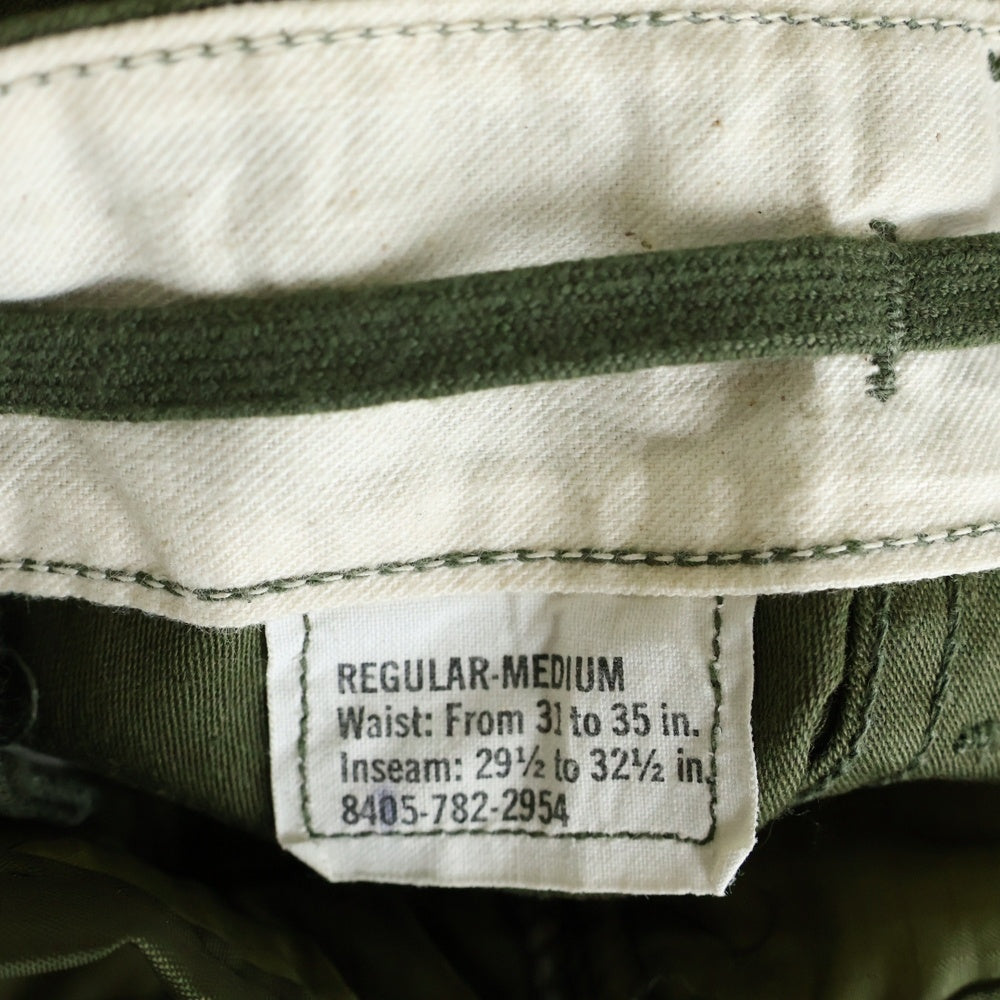 REGULAR-MEDIUM
Waist: From 31 to 35 in.
Inseam: 29½ to 32½ in.
8405-782-2954